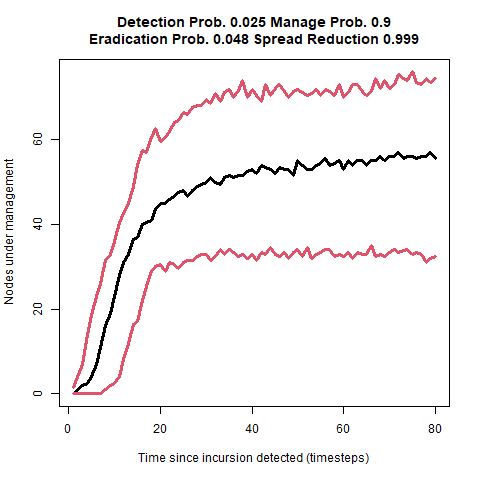 Detection Prob. 0.025 Manage Prob. 0.9
Eradication Prob. 0.048 Spread Reduction 0.999
Nodes under management
60
40
20
0
0 20 40 60 80
Time since incursion detected (timesteps)